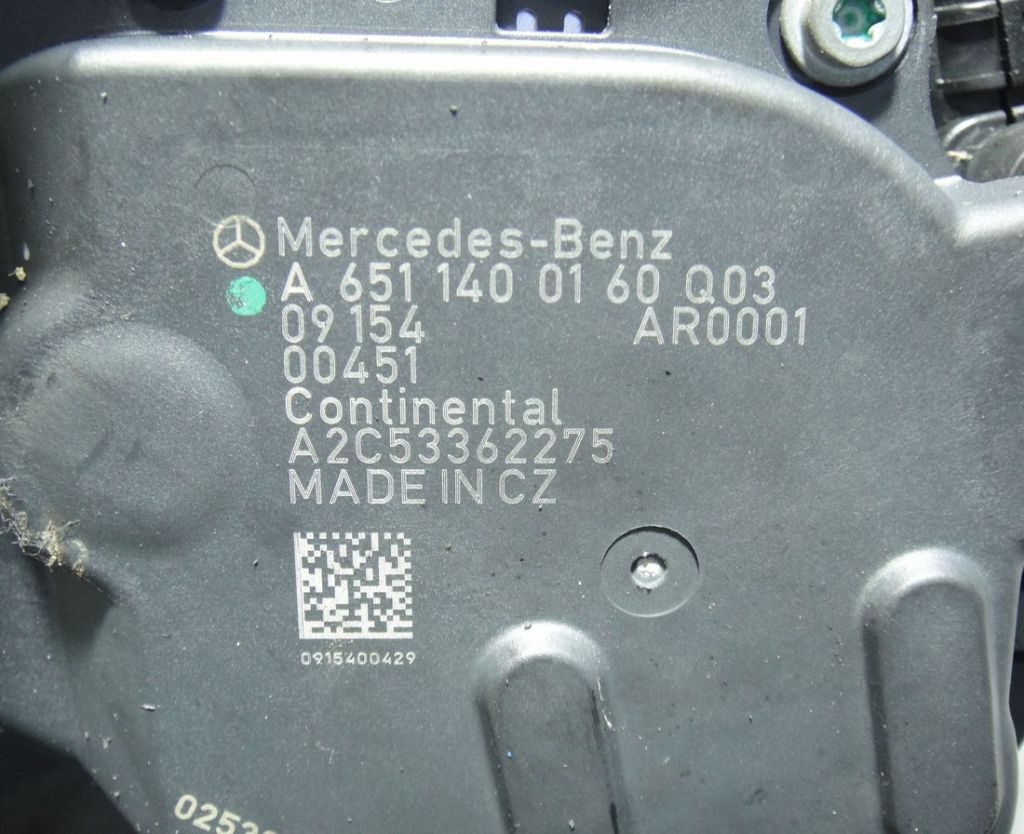 Mercedes-Benz
A 651 140 01 60 Q03
09 154 AR0001
00451
Continental
A2C53362275
MADE IN CZ
0915400429